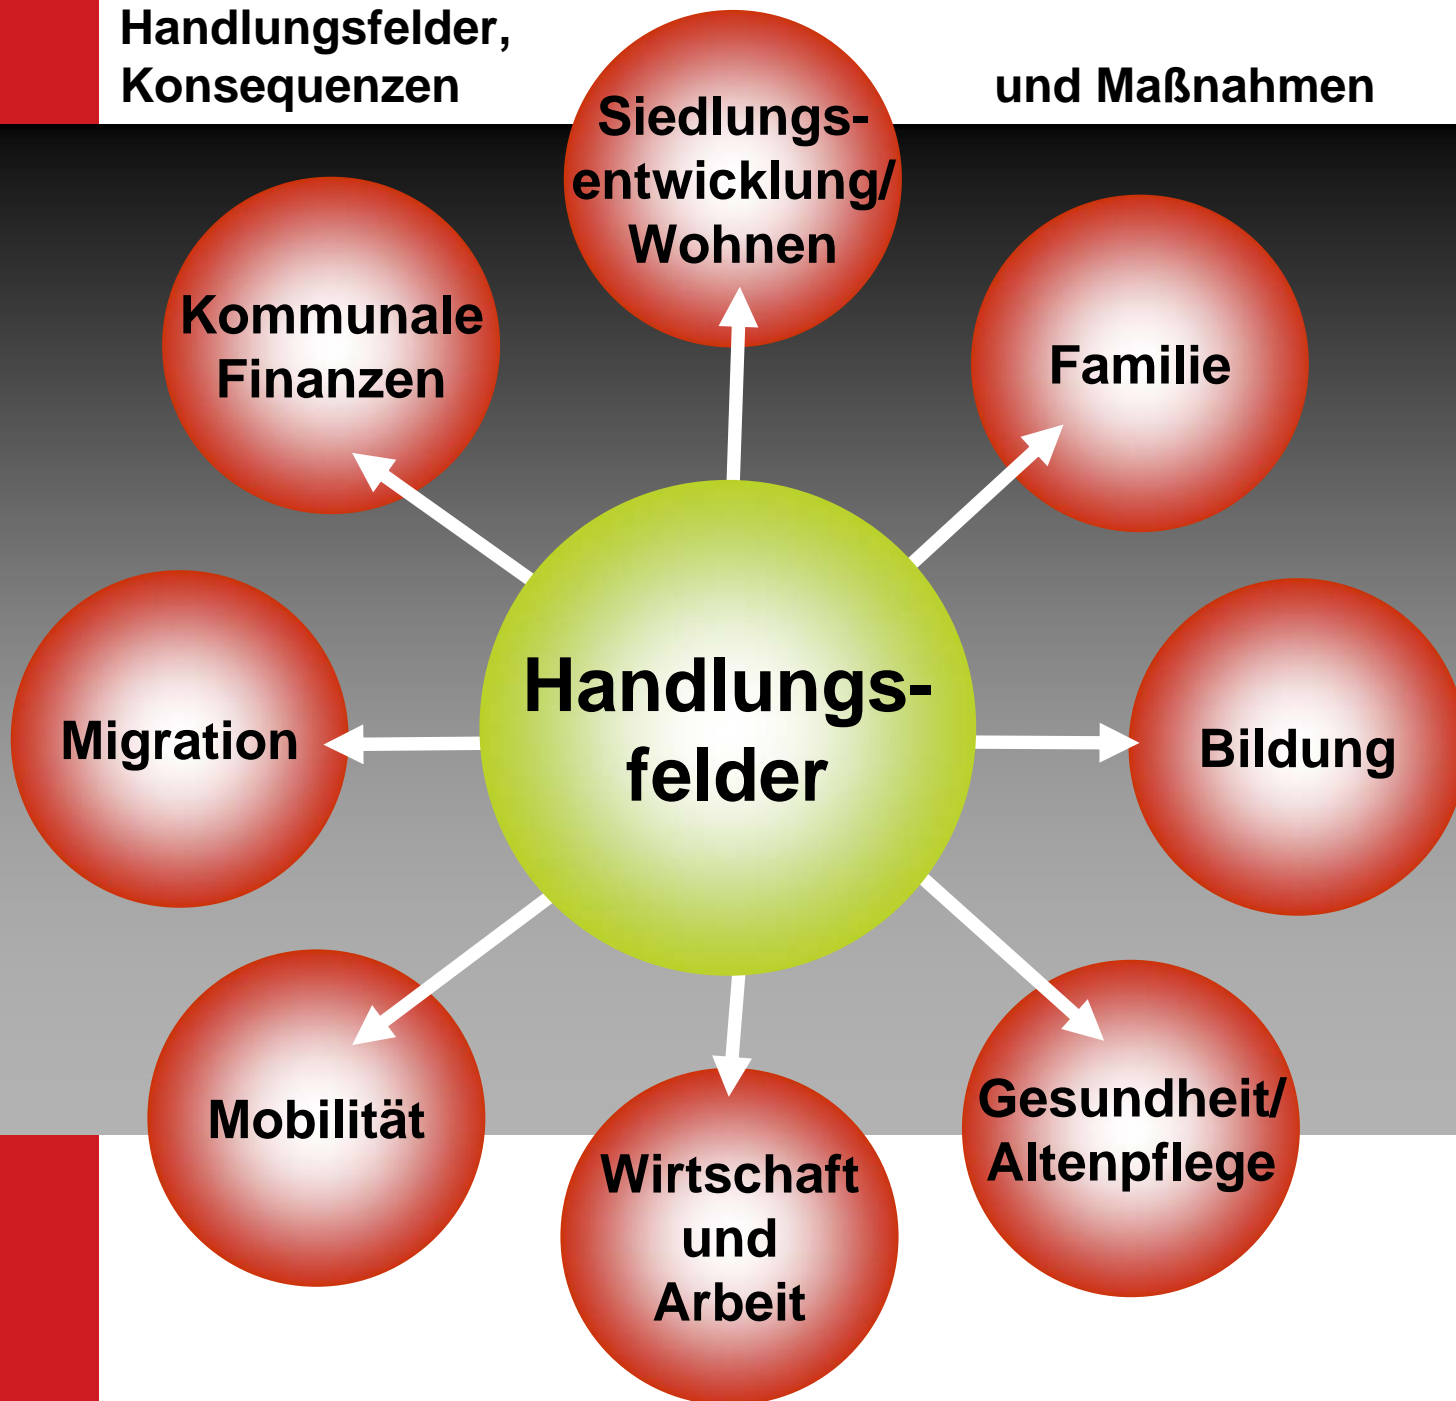 Handlungsfelder,
Konsequenzen und Maßnahmen
Siedlungs-
entwicklung/
Wohnen
Kommunale
Finanzen
Familie
Handlungs-
felder
Migration
Bildung
Mobilität
Gesundheit/
Altenpflege
Wirtschaft
und
Arbeit